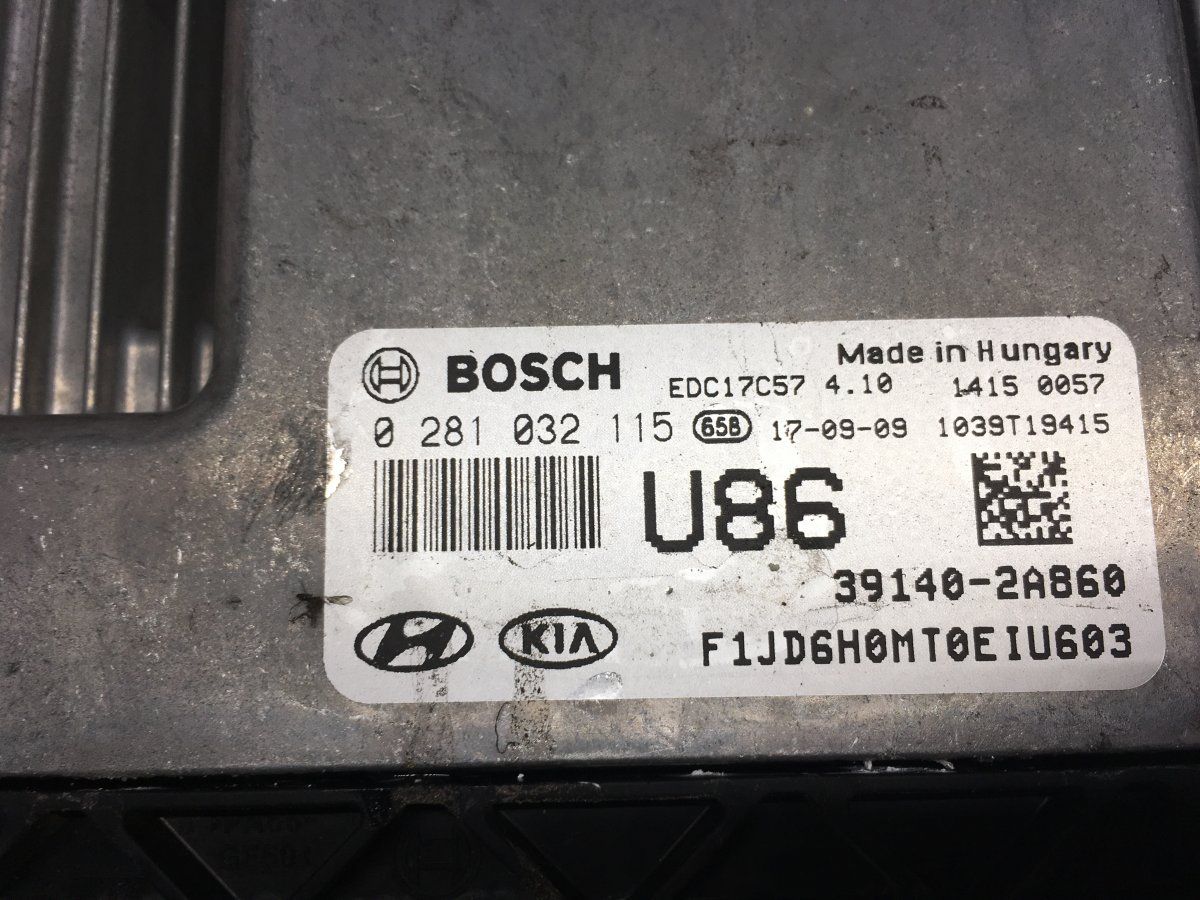 BOSCH
Made in Hungary
EDC17C57 4.10 1415 0057
0 281 032 115 658 17-09-09 1039T19415
U86
39140-2A860
KIA
F1JD6H0MT0EIU603